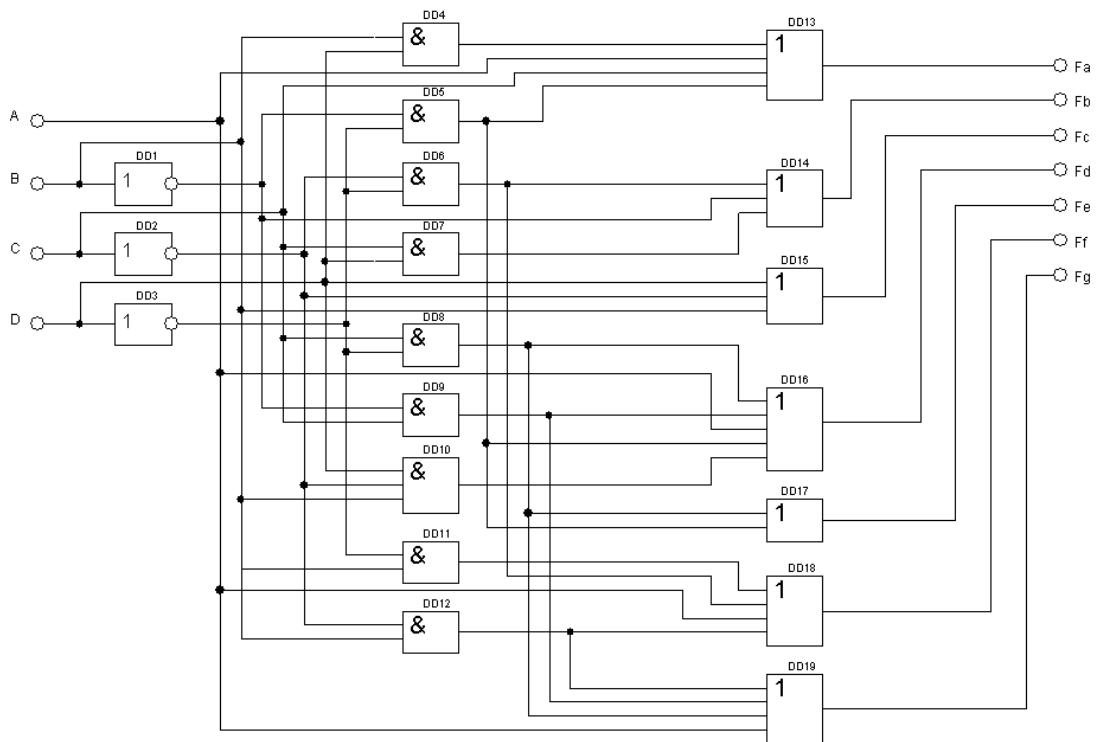 DD4
&
DD13
1
Fa
DD5
&
Fb
A
Fc
DD1
1
B
DD6
&
DD14
1
Fd
Fe
DD2
1
C
DD7
&
Ff
DD15
1
Fg
DD3
1
D
DD8
&
DD9
&
DD16
1
DD10
&
DD17
1
DD11
&
DD18
1
DD12
&
DD19
1